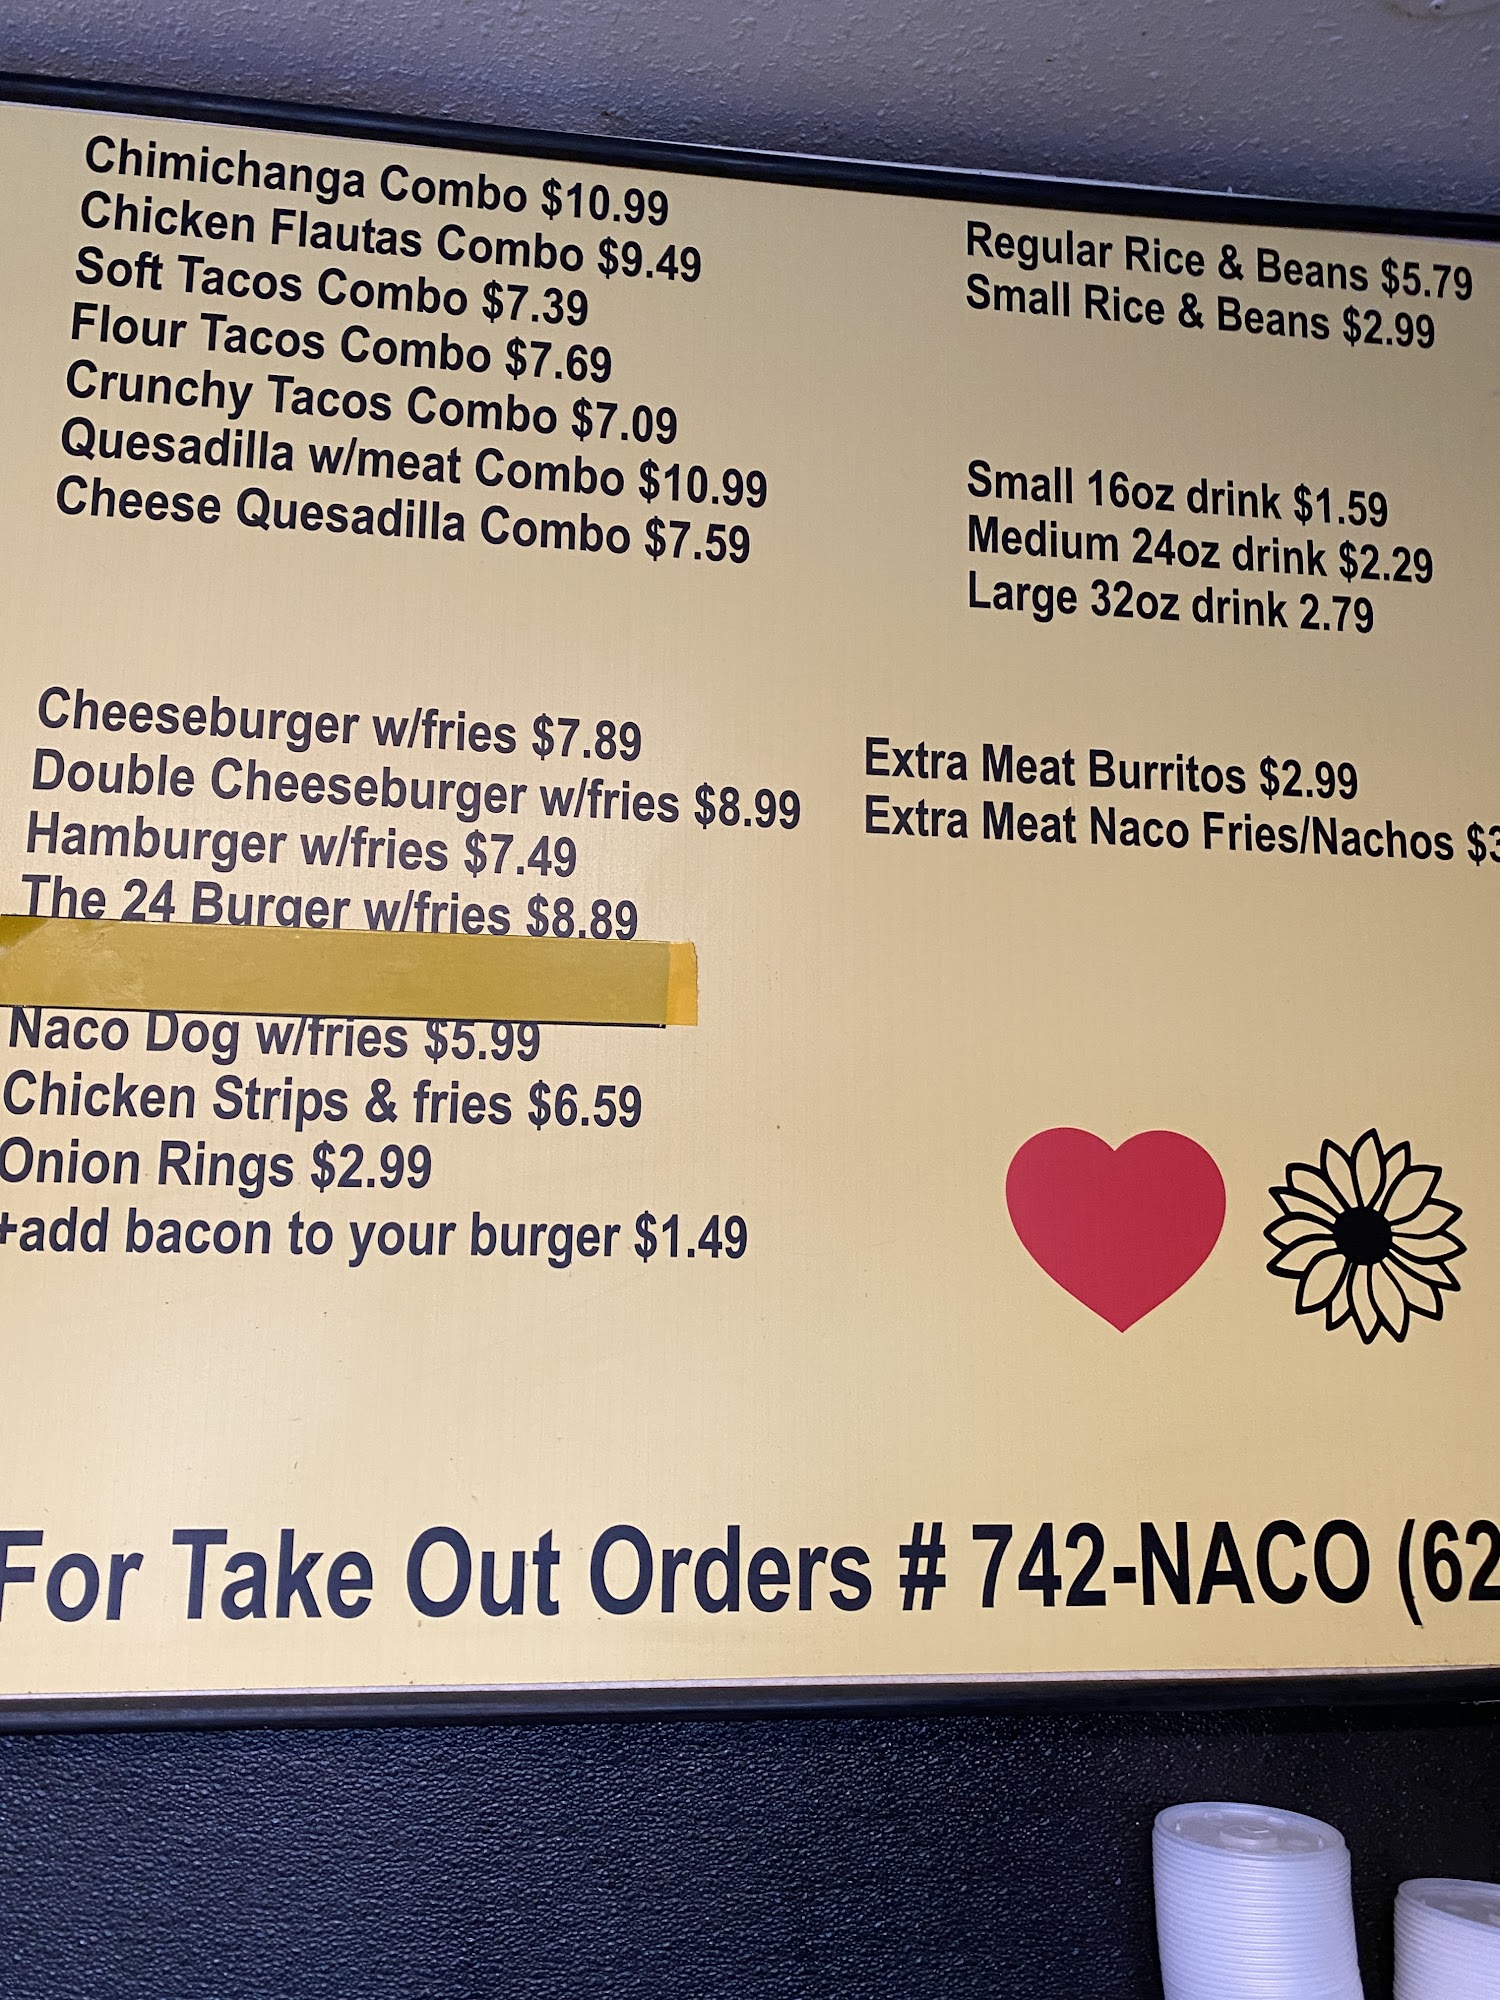 Chimichanga Combo $10.99
Chicken Flautas Combo $9.49
Soft Tacos Combo $7.39
Flour Tacos Combo $7.69
Crunchy Tacos Combo $7.09
Quesadilla w/meat Combo $10.99
Cheese Quesadilla Combo $7.59
Cheeseburger w/fries $7.89
Double Cheeseburger w/fries $8.99
Hamburger w/fries $7.49
The 24 Burger w/fries $8.89
Naco Dog w/fries $5.99
Chicken Strips & fries $6.59
Onion Rings $2.99
+add bacon to your burger $1.49
Regular Rice & Beans $5.79
Small Rice & Beans $2.99
Small 16oz drink $1.59
Medium 24oz drink $2.29
Large 32oz drink 2.79
Extra Meat Burritos $2.99
Extra Meat Naco Fries/Nachos
For Take Out Orders # 742-NACO (62